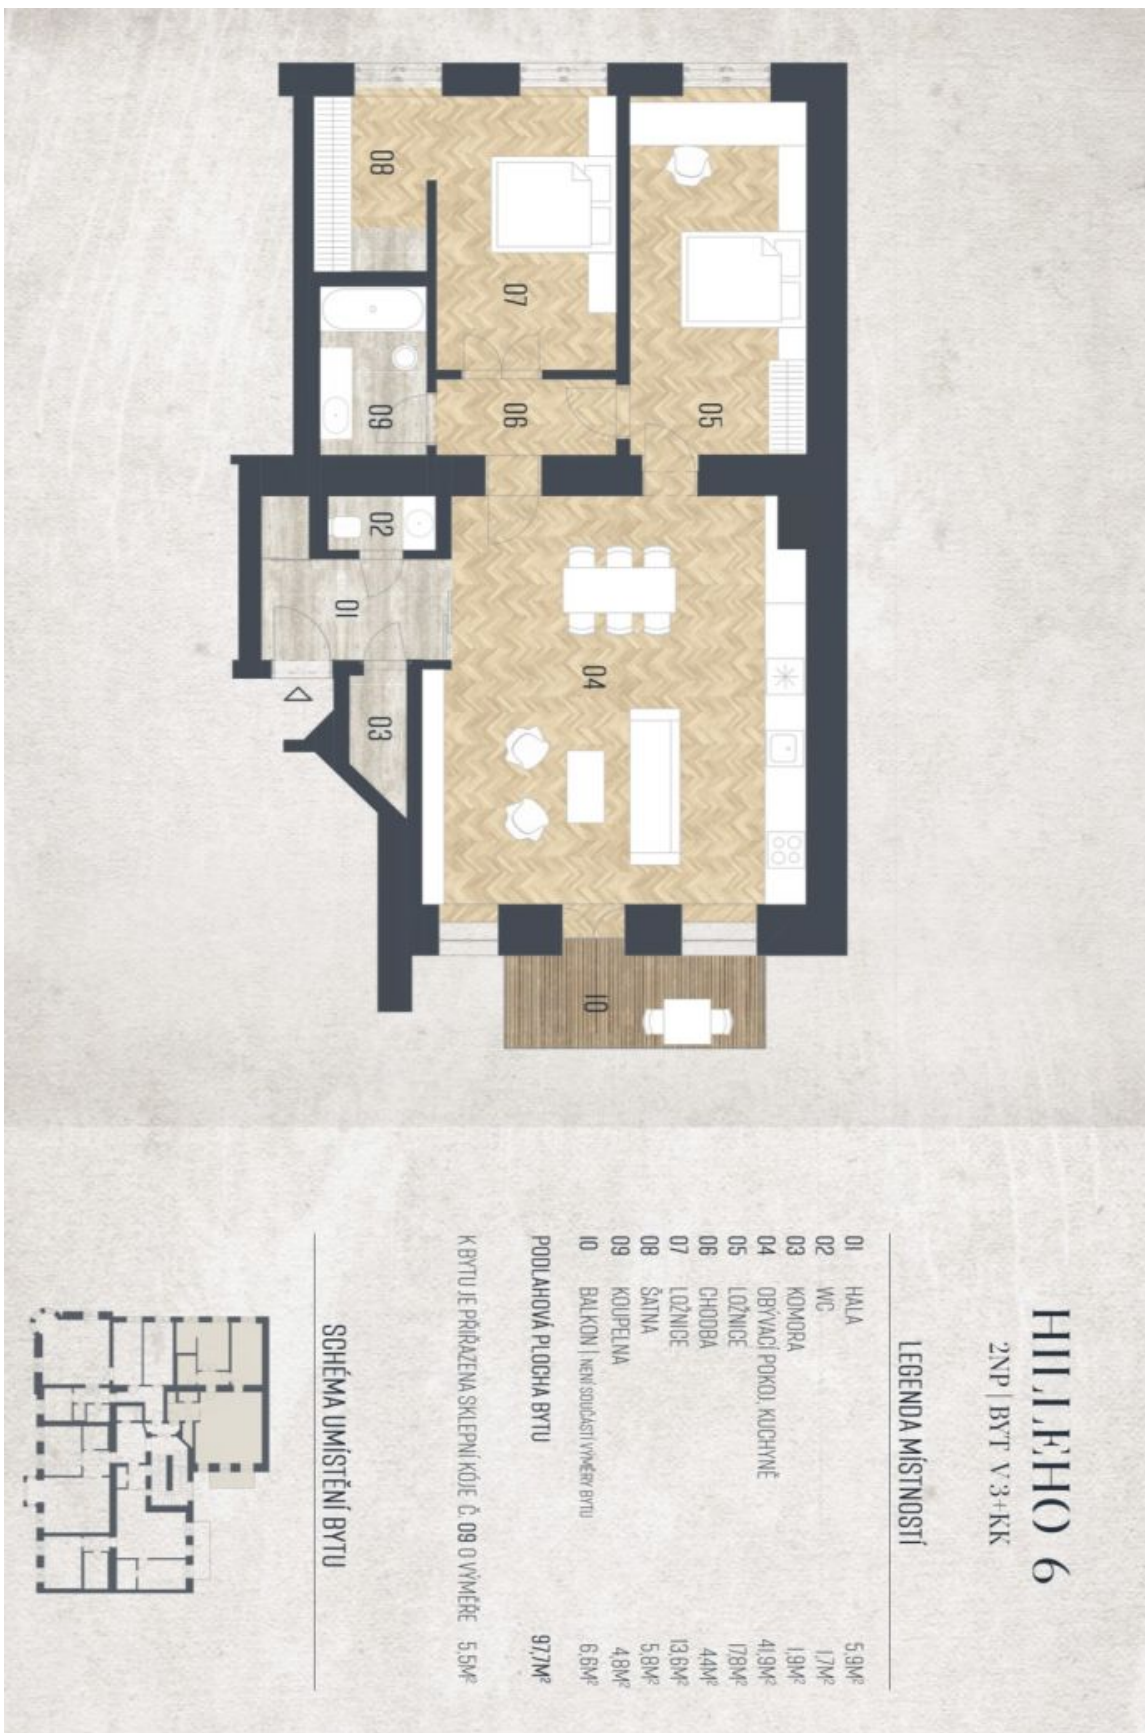 HILLEHO 6
2NP | BYT V 3+KK
LEGENDA MÍSTNOSTÍ
01 HALA 5,9M²
02 WC 1,7M²
03 KOMORA 1,9M²
04 OBÝVACÍ POKOJ, KUCHYNĚ 41,9M²
05 LOŽNICE 17,8M²
06 CHODBA 4,4M²
07 LOŽNICE 13,6M²
08 ŠATNA 5,8M²
09 KOUPELNA 4,8M²
10 BALKON | NENÍ SOUČÁSTÍ VÝMĚRY BYTU 6,6M²
PODLAHOVÁ PLOCHA BYTU 97,7M²
K BYTU JE PŘIŘAZENA SKLEPNÍ KÓJE Č. 09 O VÝMĚŘE 5,5M²
SCHÉMA UMÍSTĚNÍ BYTU
05
08
07
06
09
02
01
04
03
10